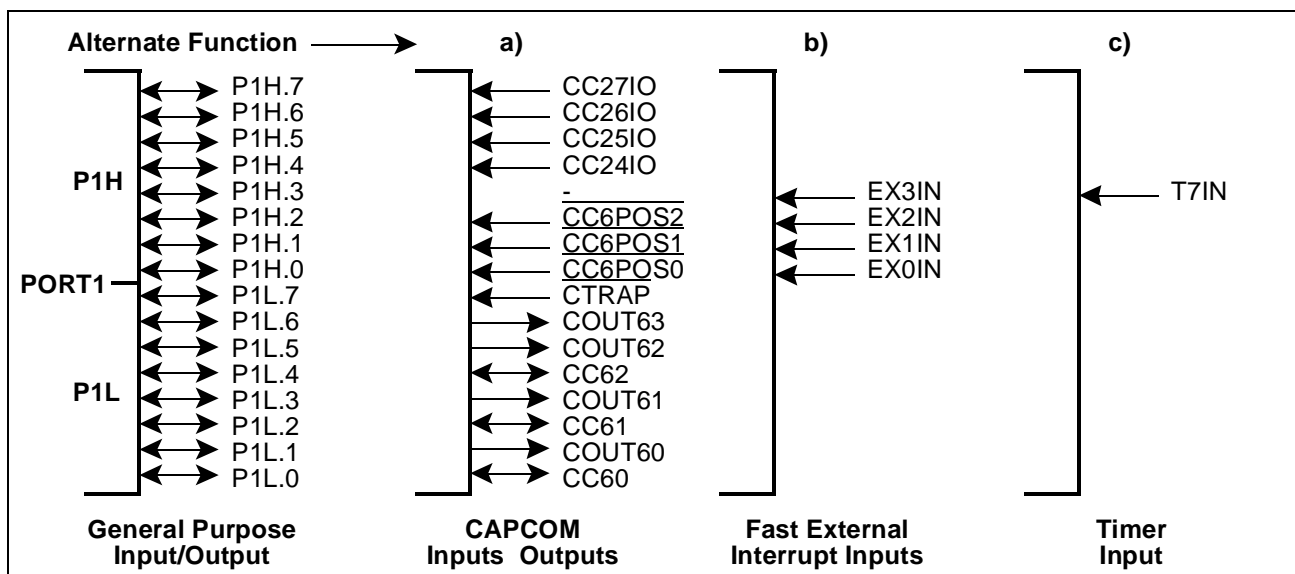 Alternate Function a) b) c)
P1H.7 CC27IO
P1H.6 CC26IO
P1H.5 CC25IO
P1H.4 CC24IO
P1H
P1H.3 - EX3IN T7IN
P1H.2 CC6POS2 EX2IN
P1H.1 CC6POS1 EX1IN
P1H.0 CC6POS0 EX0IN
PORT1
P1L.7 CTRAP
P1L.6 COUT63
P1L.5 COUT62
P1L.4 CC62
P1L
P1L.3 COUT61
P1L.2 CC61
P1L.1 COUT60
P1L.0 CC60
General Purpose CAPCOM Fast External Timer
Input/Output Inputs Outputs Interrupt Inputs Input